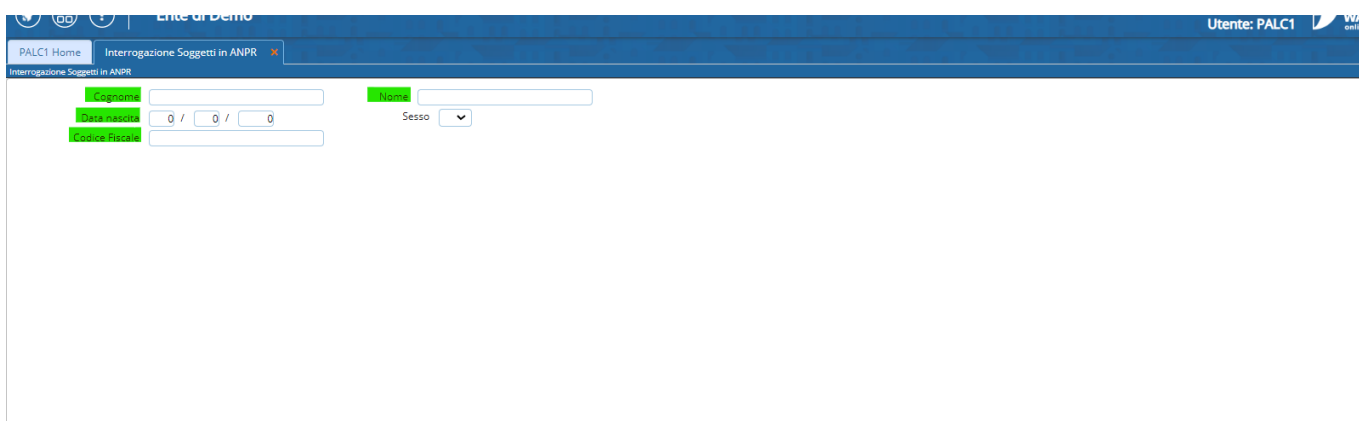 Ente di Demo
Utente: PALC1
PALC1 Home Interrogazione Soggetti in ANPR ×
Interrogazione Soggetti in ANPR
Cognome Nome
Data nascita 0 / 0 / 0 Sesso
Codice Fiscale